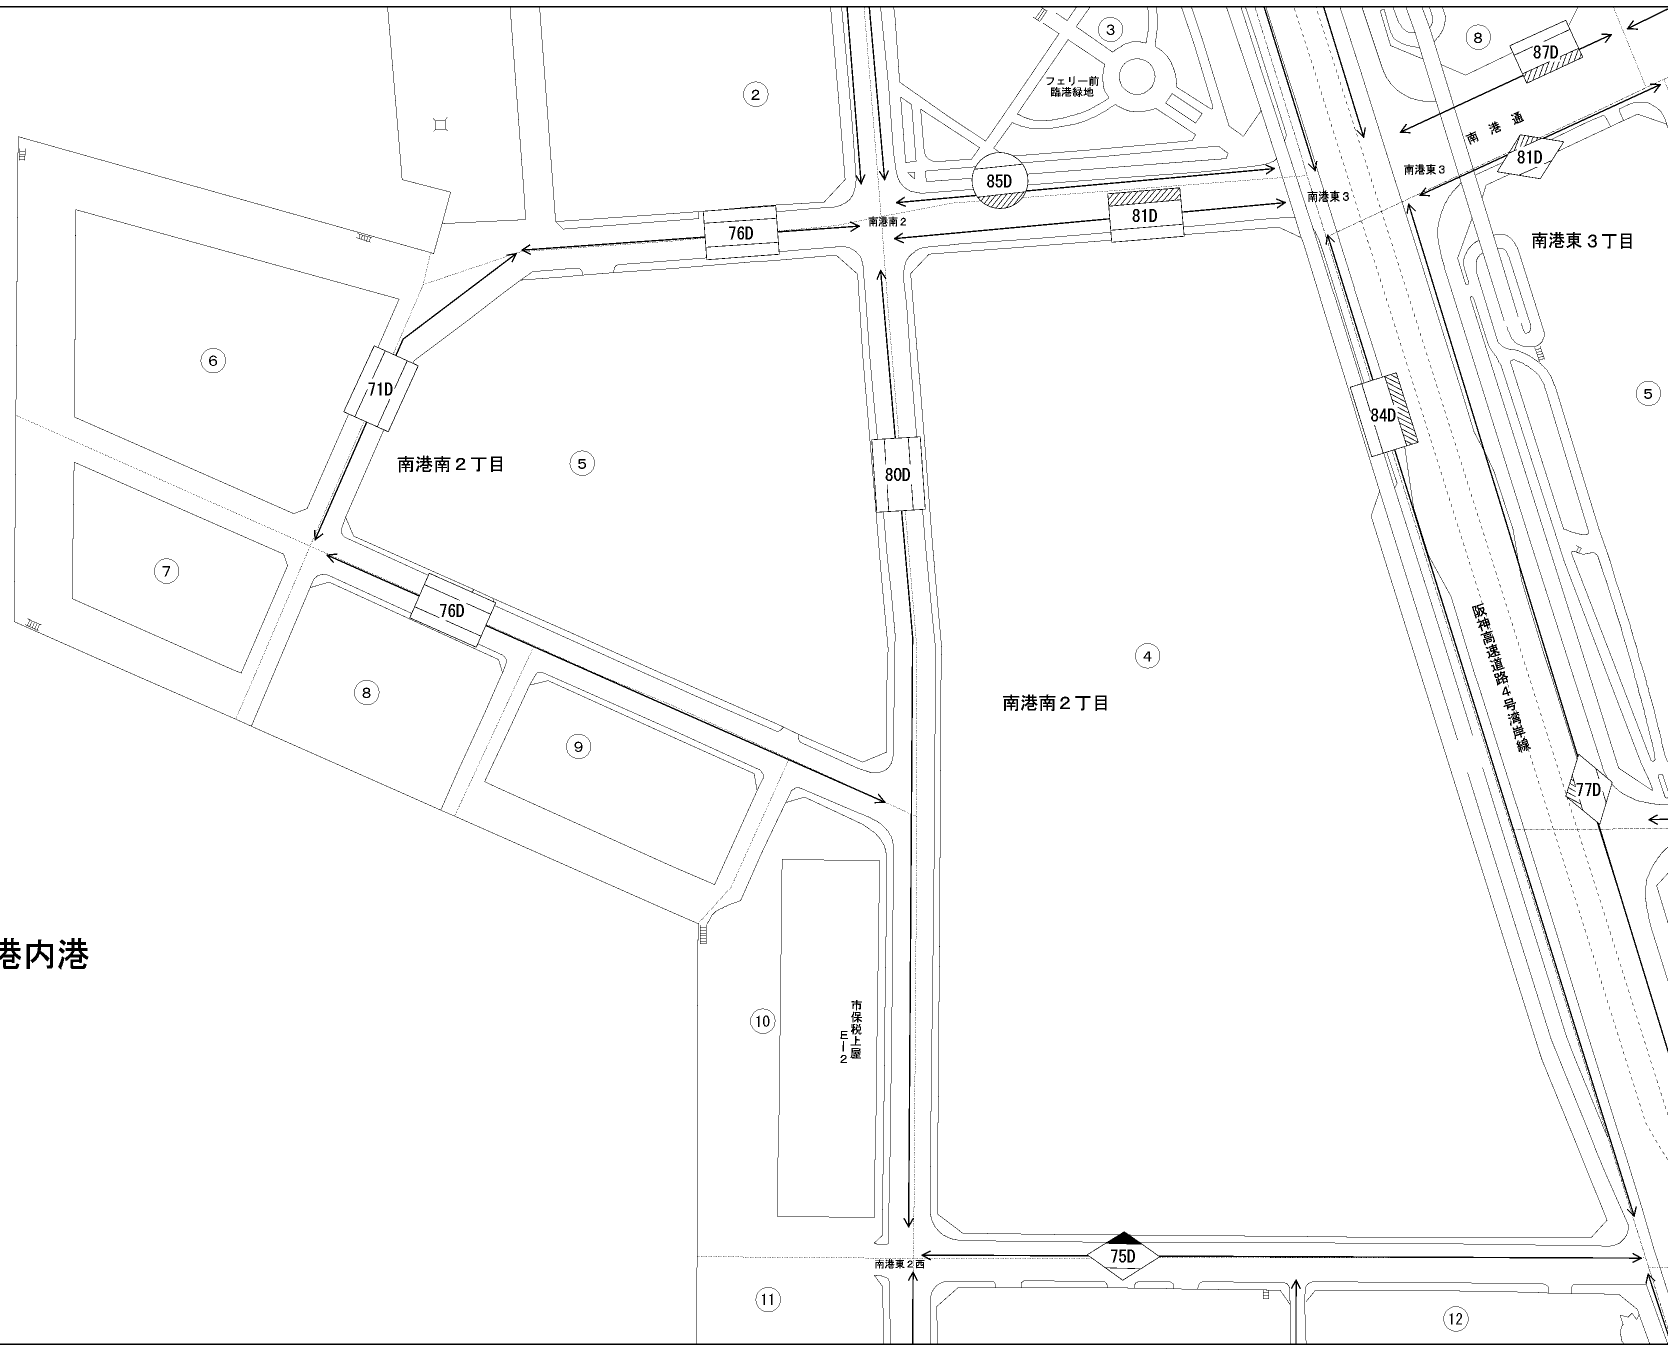 ③
⑧
87D
②
フェリー前
臨港緑地
南港通
81D
南港東3
85D
南港東3
81D
南港南2
76D
南港東3丁目
⑥
71D
⑤
84D
南港南2丁目
⑤
80D
⑦
76D
阪神高速道路4号湾岸線
④
⑧
南港南2丁目
⑨
77D
港内港
⑩
市保税上屋
E-2
75D
南港東2西
⑪
⑫